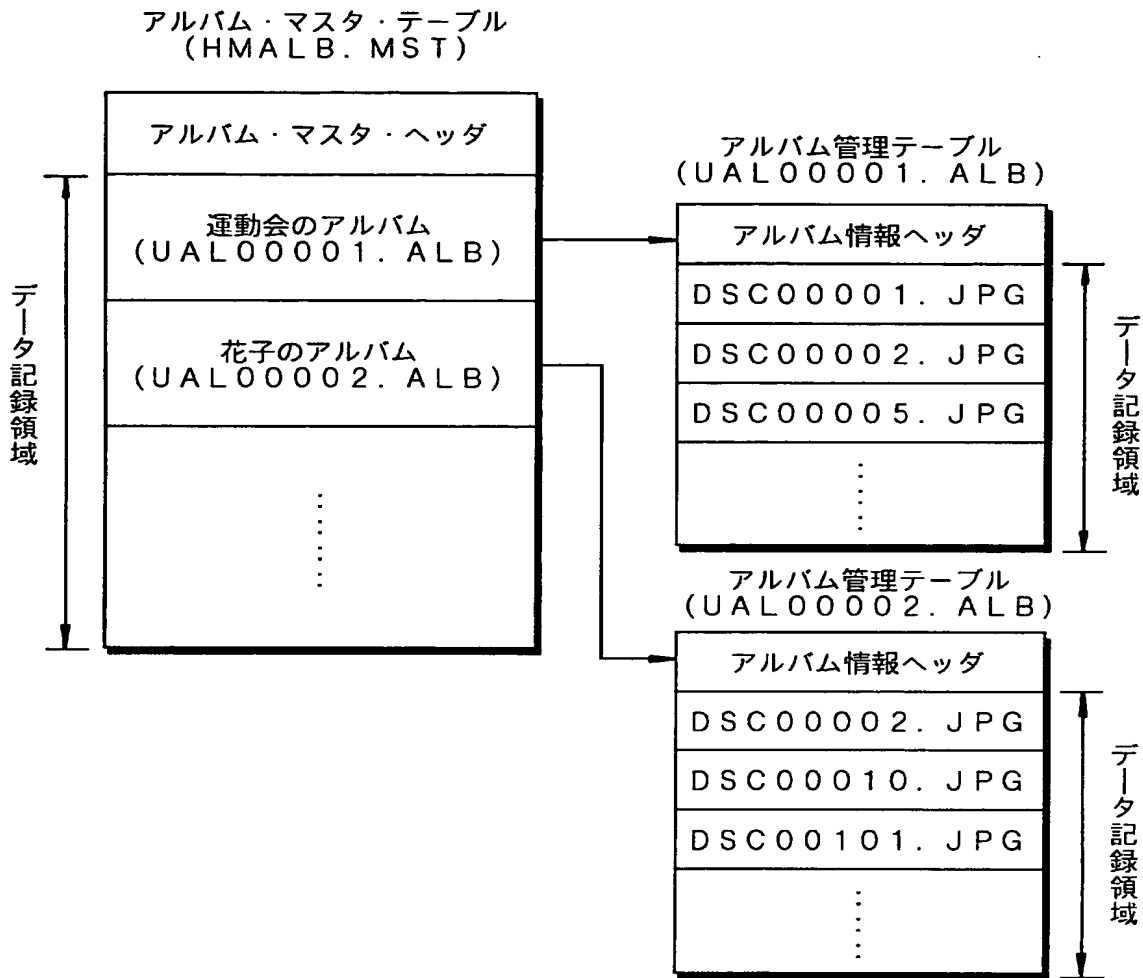 アルバム・マスタ・テーブル
(HMALB. MST)
アルバム・マスタ・ヘッダ
運動会のアルバム
(UAL00001. ALB)
花子のアルバム
(UAL00002. ALB)
データ記録領域
アルバム管理テーブル
(UAL00001. ALB)
アルバム情報ヘッダ
DSC00001. JPG
DSC00002. JPG
DSC00005. JPG
データ記録領域
アルバム管理テーブル
(UAL00002. ALB)
アルバム情報ヘッダ
DSC00002. JPG
DSC00010. JPG
DSC00101. JPG
データ記録領域